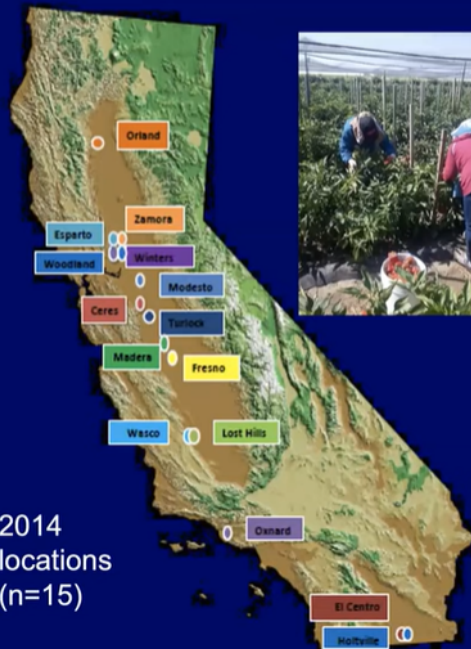 Orland
Zamora
Esparto
Woodland
Winters
Modesto
Ceres
Turlock
Madera
Fresno
Wasco
Lost Hills
Oxnard
2014
locations
(n=15)
El Centro
Holtville